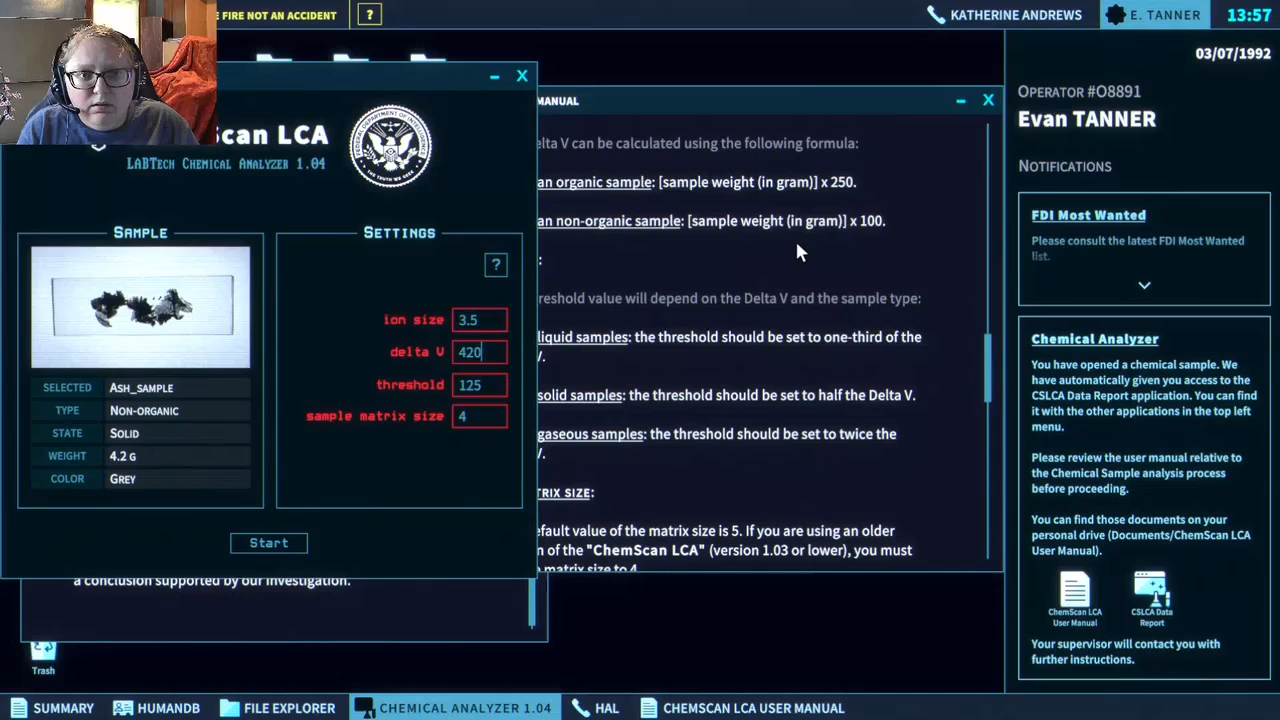 FIRE NOT AN ACCIDENT
?
KATHERINE ANDREWS
E. TANNER
13:57
03/07/1992
OPERATOR #O8891
Evan TANNER
NOTIFICATIONS
FDI Most Wanted
Please consult the latest FDI Most Wanted
list.
Chemical Analyzer
You have opened a chemical sample. We
have automatically given you access to the
CSLCA Data Report application. You can find
it with the other applications in the top left
menu.
Please review the user manual relative to
the Chemical Sample analysis process
before proceeding.
You can find those documents on your
personal drive (Documents/ChemScan LCA
User Manual).
ChemScan LCA
User Manual
CSLCA Data
Report
Your supervisor will contact you with
further instructions.
X
Scan LCA
LABTech Chemical Analyzer 1.04
SAMPLE
SELECTED ASH_SAMPLE
TYPE NON-ORGANIC
STATE SOLID
WEIGHT 4.2 G
COLOR GREY
SETTINGS
?
ion size 3.5
delta V 420
threshold 125
sample matrix size 4
Start
MANUAL
X
elta V can be calculated using the following formula:
an organic sample: [sample weight (in gram)] x 250.
an non-organic sample: [sample weight (in gram)] x 100.
:
reshold value will depend on the Delta V and the sample type:
liquid samples: the threshold should be set to one-third of the
V.
solid samples: the threshold should be set to half the Delta V.
gaseous samples: the threshold should be set to twice the
V.
TRIX SIZE:
efault value of the matrix size is 5. If you are using an older
n of the "ChemScan LCA" (version 1.03 or lower), you must
e matrix size to 4.
a conclusion supported by our investigation.
Trash
SUMMARY
HUMANDB
FILE EXPLORER
CHEMICAL ANALYZER 1.04
HAL
CHEMSCAN LCA USER MANUAL